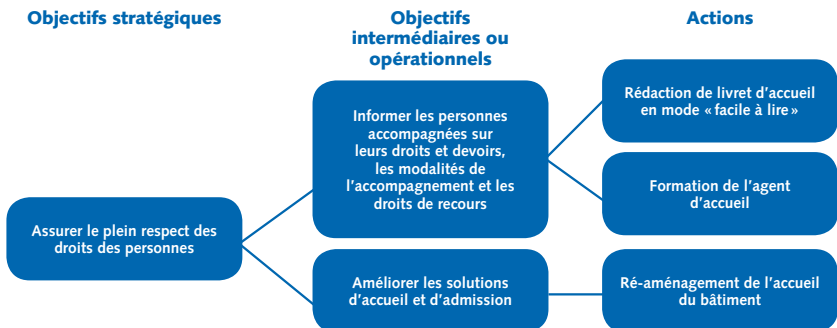 Objectifs stratégiques
Objectifs
intermédiaires ou
opérationnels
Actions
Assurer le plein respect des
droits des personnes
Informer les personnes
accompagnées sur
leurs droits et devoirs,
les modalités de
l'accompagnement et les
droits de recours
Améliorer les solutions
d'accueil et d'admission
Rédaction de livret d'accueil
en mode « facile à lire »
Formation de l'agent
d'accueil
Ré-aménagement de l'accueil
du bâtiment